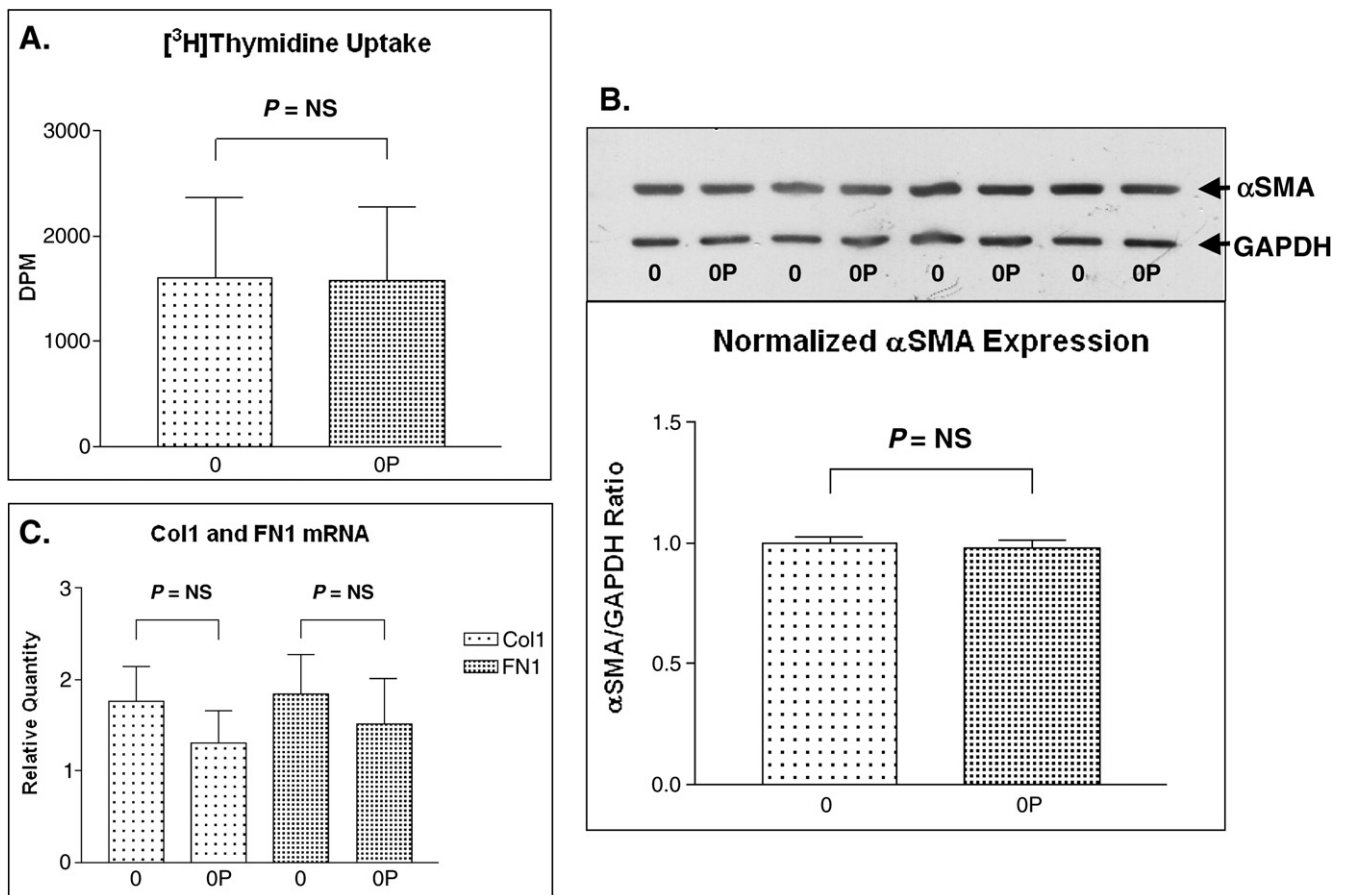 A.
[³H]Thymidine Uptake
P = NS
3000
2000
1000
0
DPM
0 0P
B.
αSMA
GAPDH
0 0P 0 0P 0 0P 0 0P
Normalized αSMA Expression
P = NS
1.5
1.0
0.5
0.0
αSMA/GAPDH Ratio
0 0P
C.
Col1 and FN1 mRNA
P = NS P = NS
3
2
1
0
Relative Quantity
Col1
FN1
0 0P 0 0P